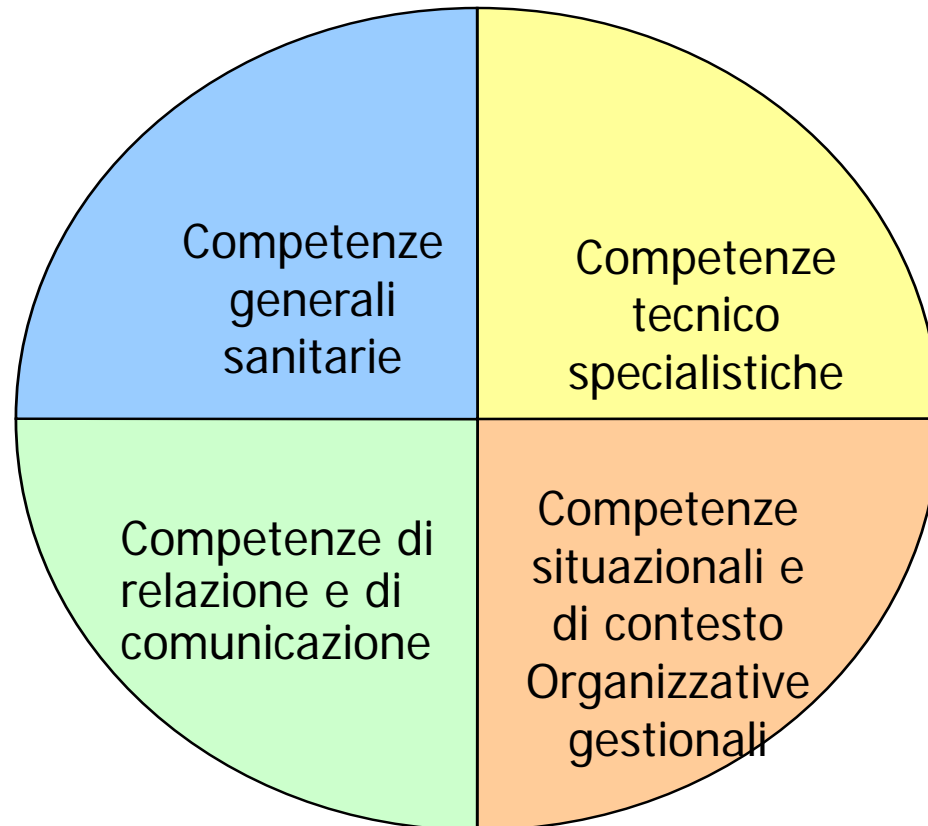 Competenze
generali
sanitarie
Competenze
tecnico
specialistiche
Competenze di
relazione e di
comunicazione
Competenze
situazionali e
di contesto
Organizzative
gestionali